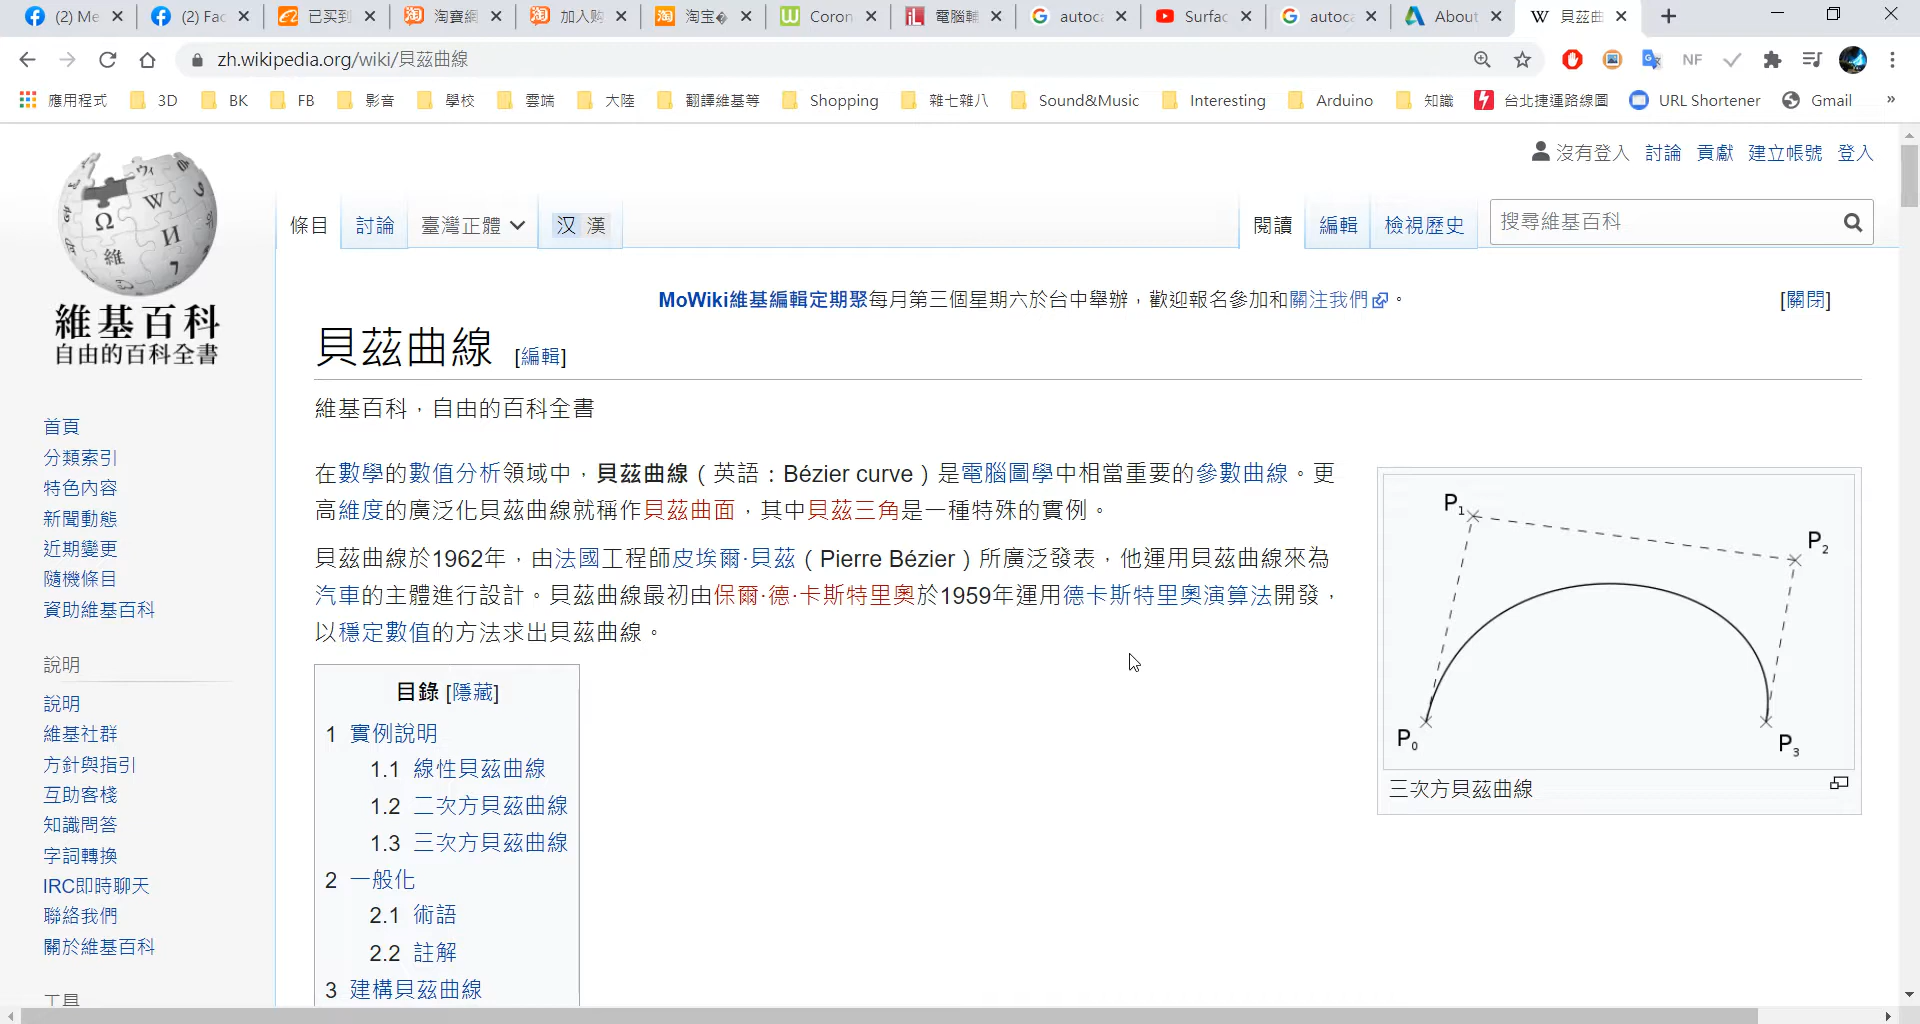 (2) Me
(2) Fac
已买到
淘寶網
加入购
淘宝
Coron
電腦輔
autoca
Surfac
autoca
About
貝茲曲
zh.wikipedia.org/wiki/貝茲曲線
NF
應用程式
3D
BK
FB
影音
學校
雲端
大陸
翻譯維基等
Shopping
雜七雜八
Sound&Music
Interesting
Arduino
知識
台北捷運路線圖
URL Shortener
Gmail
»
沒有登入 討論 貢獻 建立帳號 登入
條目 討論 臺灣正體 汉 漢
閱讀 編輯 檢視歷史 搜尋維基百科
維基百科
自由的百科全書
首頁
分類索引
特色內容
新聞動態
近期變更
隨機條目
資助維基百科
說明
說明
維基社群
方針與指引
互助客棧
知識問答
字詞轉換
IRC即時聊天
聯絡我們
關於維基百科
工具
MoWiki維基編輯定期聚每月第三個星期六於台中舉辦，歡迎報名參加和關注我們。
[關閉]
貝茲曲線 [編輯]
維基百科，自由的百科全書
在數學的數值分析領域中，貝茲曲線（英語：Bézier curve）是電腦圖學中相當重要的參數曲線。更
高維度的廣泛化貝茲曲線就稱作貝茲曲面，其中貝茲三角是一種特殊的實例。
貝茲曲線於1962年，由法國工程師皮埃爾·貝茲（Pierre Bézier）所廣泛發表，他運用貝茲曲線來為
汽車的主體進行設計。貝茲曲線最初由保爾·德·卡斯特里奧於1959年運用德卡斯特里奧演算法開發，
以穩定數值的方法求出貝茲曲線。
P1
P2
P0
P3
三次方貝茲曲線
目錄 [隱藏]
1 實例說明
1.1 線性貝茲曲線
1.2 二次方貝茲曲線
1.3 三次方貝茲曲線
2 一般化
2.1 術語
2.2 註解
3 建構貝茲曲線